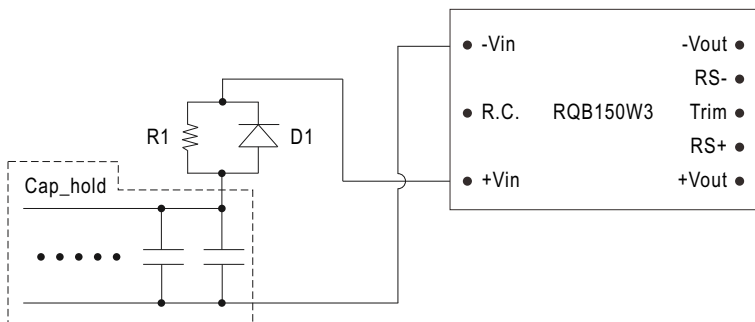 -Vin -Vout
RS-
R1 D1 R.C. RQB150W3 Trim
RS+
Cap_hold +Vin +Vout